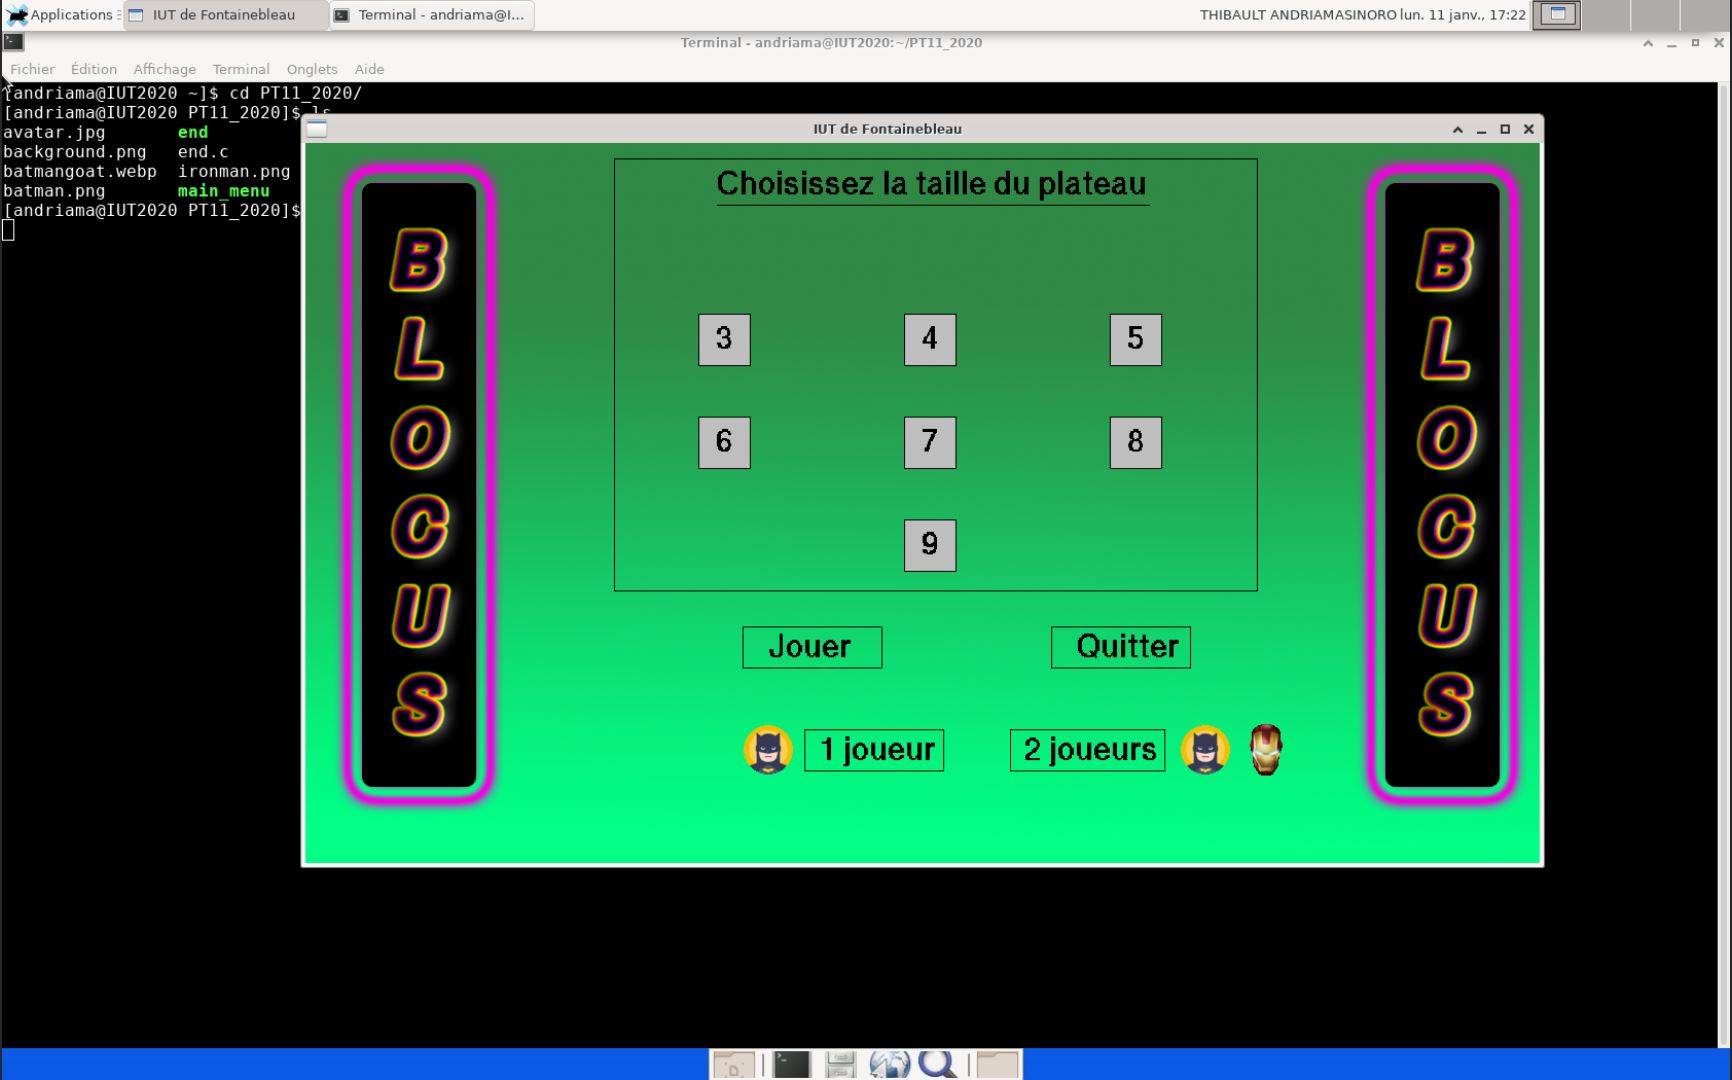 Applications
IUT de Fontainebleau
Terminal - andriama@I...
THIBAULT ANDRIAMASINORO lun. 11 janv., 17:22
Terminal - andriama@IUT2020:~/PT11_2020
Fichier Édition Affichage Terminal Onglets Aide
[andriama@IUT2020 ~]$ cd PT11_2020/
[andriama@IUT2020 PT11_2020]$ ls
avatar.jpg end
background.png end.c
batmangoat.webp ironman.png
batman.png main_menu
[andriama@IUT2020 PT11_2020]$
IUT de Fontainebleau
BLOCUS
Choisissez la taille du plateau
3 4 5
6 7 8
9
Jouer Quitter
1 joueur 2 joueurs
BLOCUS